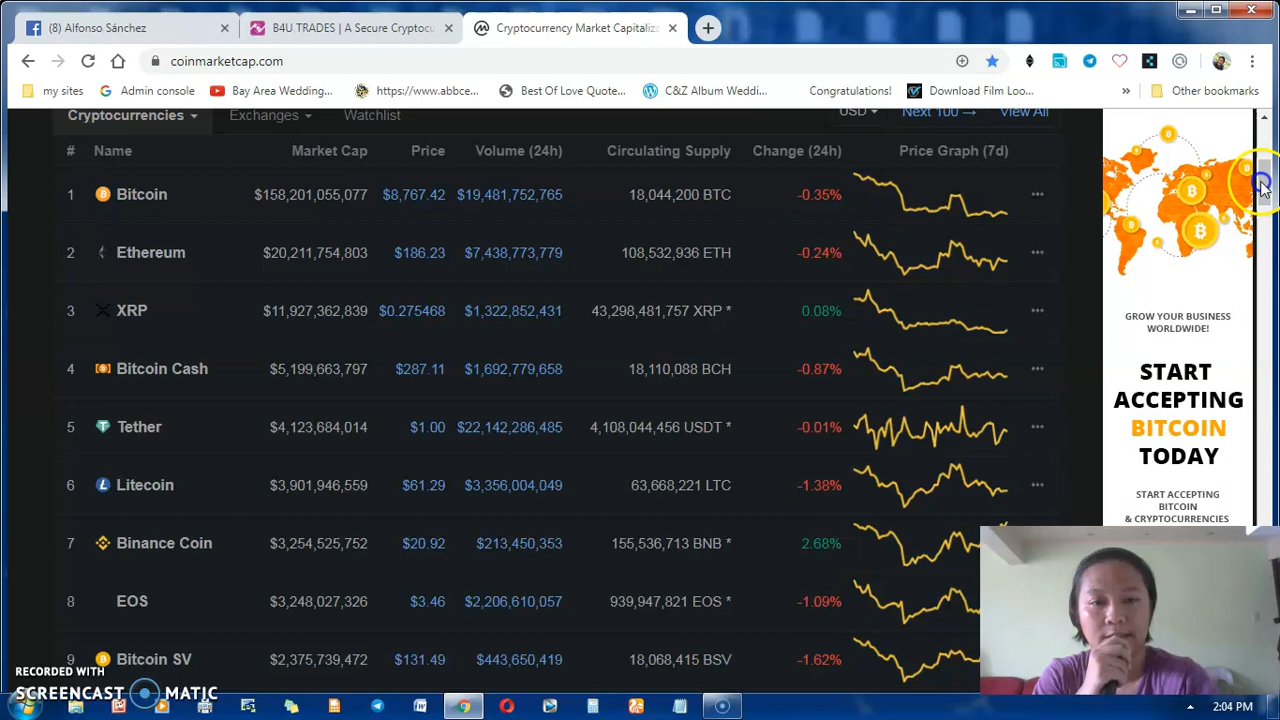 (8) Alfonso Sánchez
B4U TRADES | A Secure Cryptocu
Cryptocurrency Market Capitaliza
coinmarketcap.com
my sites
Admin console
Bay Area Wedding...
https://www.abtce...
Best Of Love Quote...
C&Z Album Weddi...
Congratulations!
Download Film Loo...
»
Other bookmarks
Cryptocurrencies
Exchanges
Watchlist
USD
Next 100 →
View All
# Name Market Cap Price Volume (24h) Circulating Supply Change (24h) Price Graph (7d)
1 Bitcoin $158,201,055,077 $8,767.42 $19,481,752,765 18,044,200 BTC -0.35%
2 Ethereum $20,211,754,803 $186.23 $7,438,773,779 108,532,936 ETH -0.24%
3 XRP $11,927,362,839 $0.275468 $1,322,852,431 43,298,481,757 XRP * 0.08%
4 Bitcoin Cash $5,199,663,797 $287.11 $1,692,779,658 18,110,088 BCH -0.87%
5 Tether $4,123,684,014 $1.00 $22,142,286,485 4,108,044,456 USDT * -0.01%
6 Litecoin $3,901,946,559 $61.29 $3,356,004,049 63,668,221 LTC -1.38%
7 Binance Coin $3,254,525,752 $20.92 $213,450,353 155,536,713 BNB * 2.68%
8 EOS $3,248,027,326 $3.46 $2,206,610,057 939,947,821 EOS * -1.09%
9 Bitcoin SV $2,375,739,472 $131.49 $443,650,419 18,068,415 BSV -1.62%
GROW YOUR BUSINESS
WORLDWIDE!
START
ACCEPTING
BITCOIN
TODAY
START ACCEPTING
BITCOIN
& CRYPTOCURRENCIES
RECORDED WITH
SCREENCAST MATIC
2:04 PM